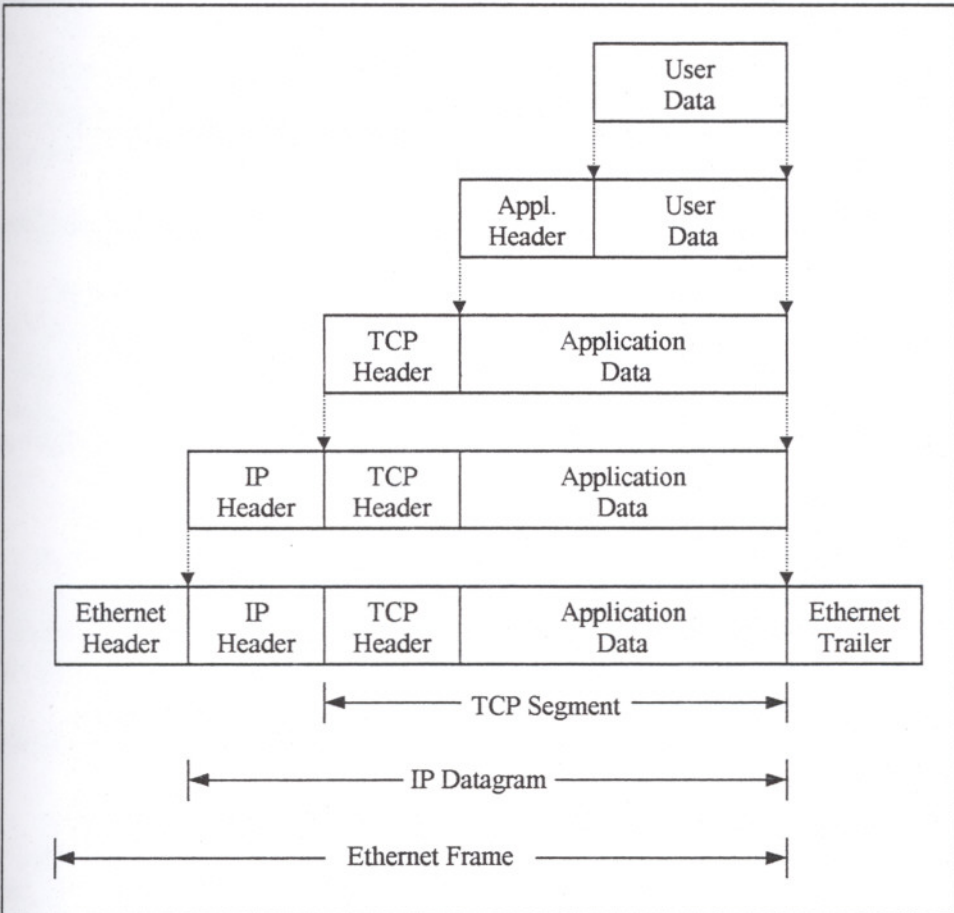 User
Data
Appl.
Header
User
Data
TCP
Header
Application
Data
IP
Header
TCP
Header
Application
Data
Ethernet
Header
IP
Header
TCP
Header
Application
Data
Ethernet
Trailer
TCP Segment
IP Datagram
Ethernet Frame